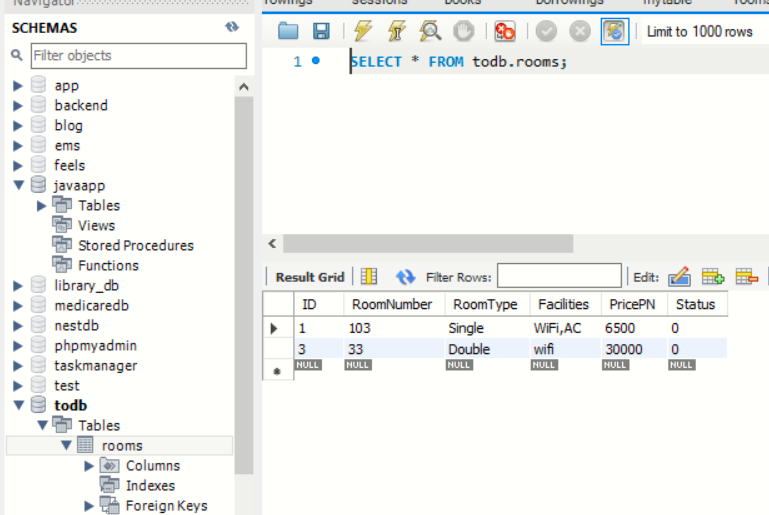 Navigator
SCHEMAS
Filter objects
app
backend
blog
ems
feels
javaapp
Tables
Views
Stored Procedures
Functions
library_db
medicaredb
nestdb
phpmyadmin
taskmanager
test
todb
Tables
rooms
Columns
Indexes
Foreign Keys
rowings sessions books borrowings mytable rooms
Limit to 1000 rows
1 SELECT * FROM todb.rooms;
Result Grid Filter Rows: Edit:
ID RoomNumber RoomType Facilities PricePN Status
1 103 Single WiFi,AC 6500 0
3 33 Double wifi 30000 0
NULL NULL NULL NULL NULL NULL